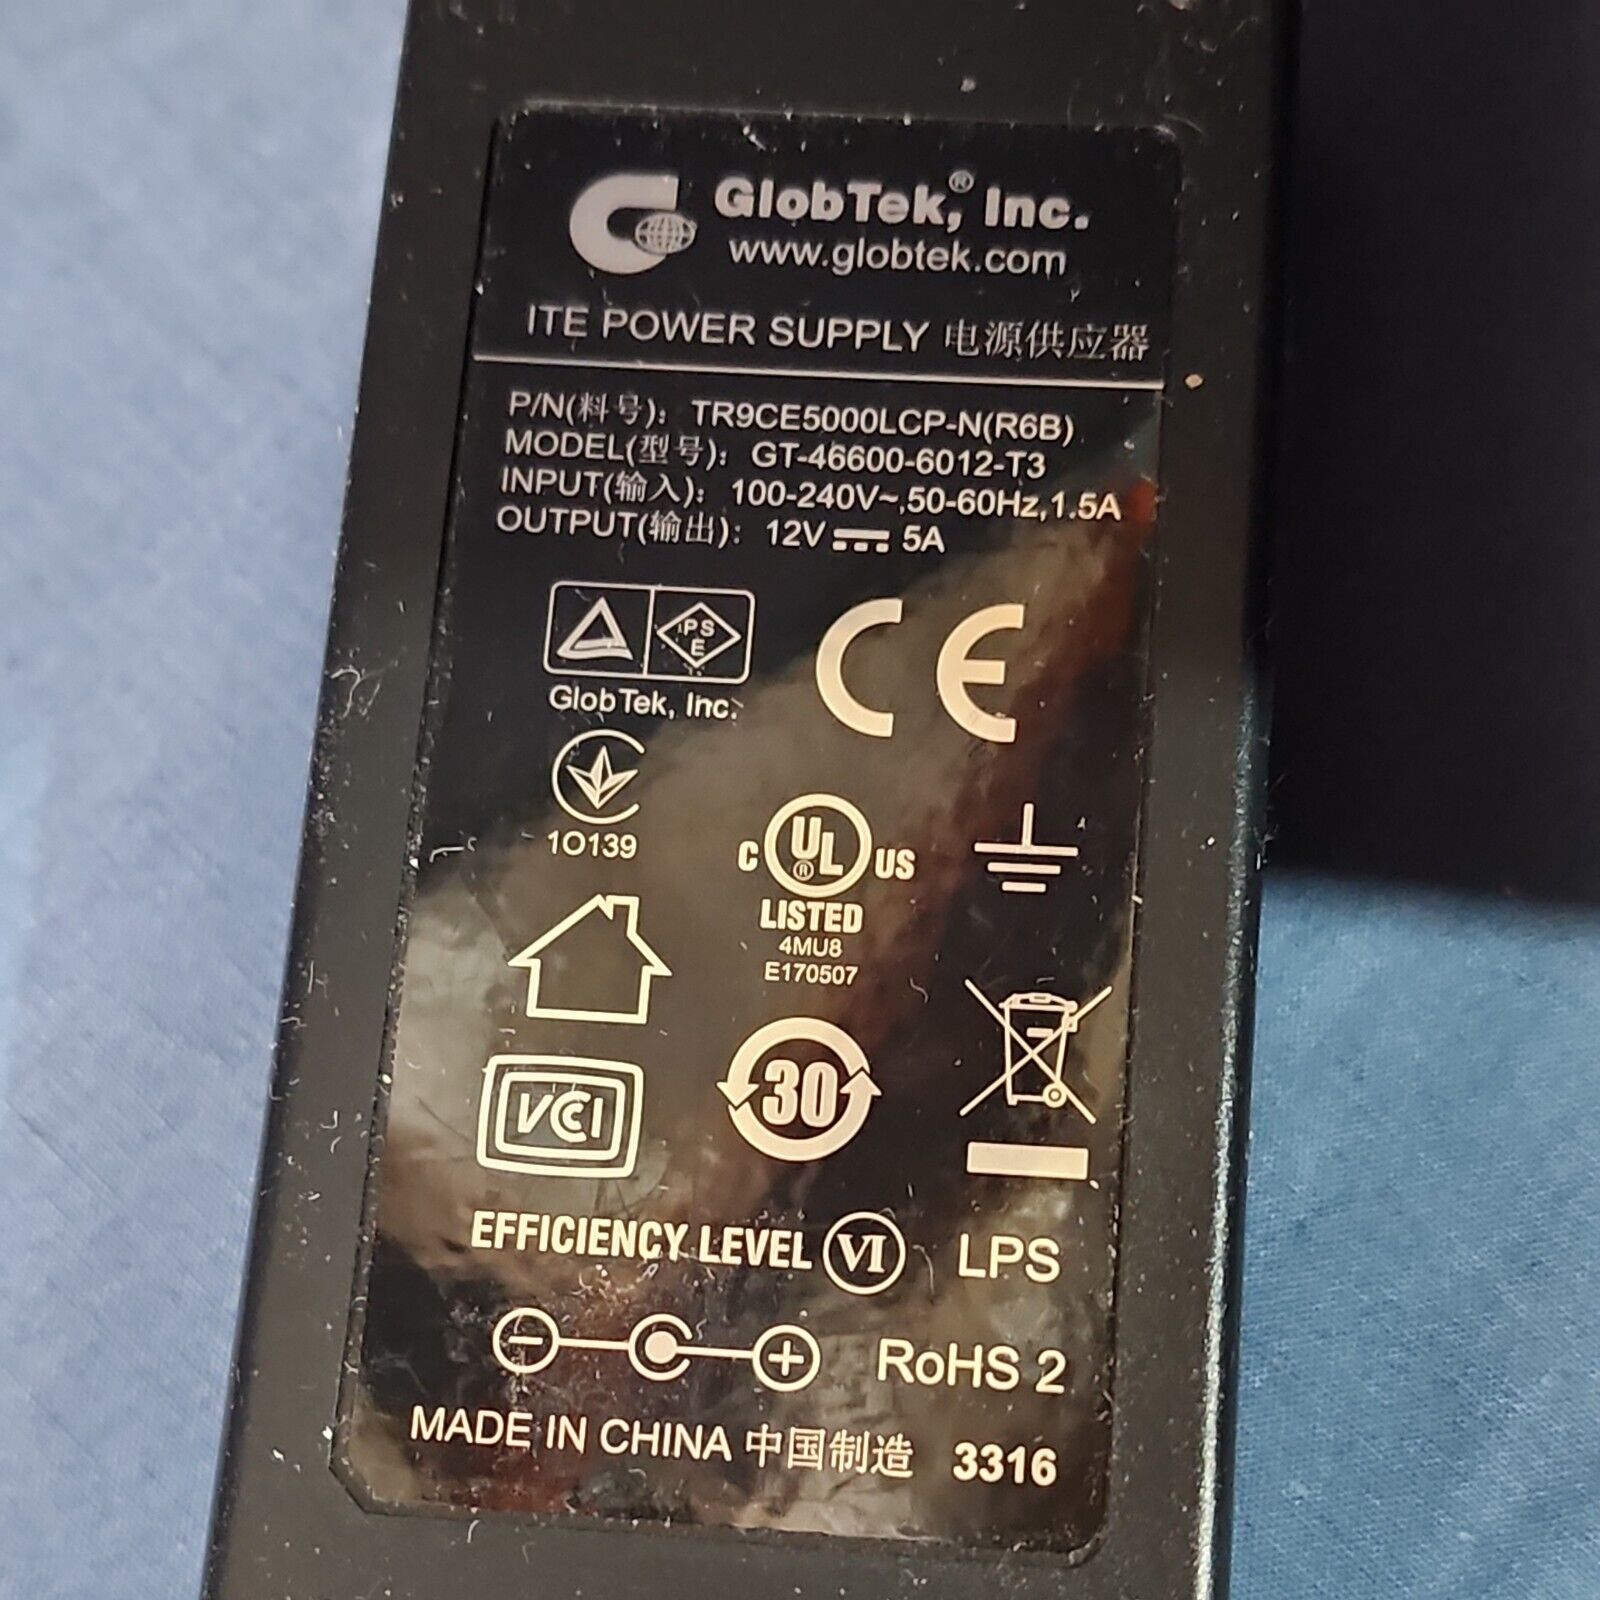 GlobTek,® Inc.
www.globtek.com
ITE POWER SUPPLY 电源供应器
P/N(料号): TR9CE5000LCP-N(R6B)
MODEL(型号): GT-46600-6012-T3
INPUT(输入): 100-240V~,50-60Hz,1.5A
OUTPUT(输出): 12V⎓ 5A
PS
E
GlobTek, Inc.
CE
10139
C UL® US
LISTED
4MU8
E170507
30
VCI
EFFICIENCY LEVEL VI LPS
- + RoHS 2
MADE IN CHINA 中国制造 3316